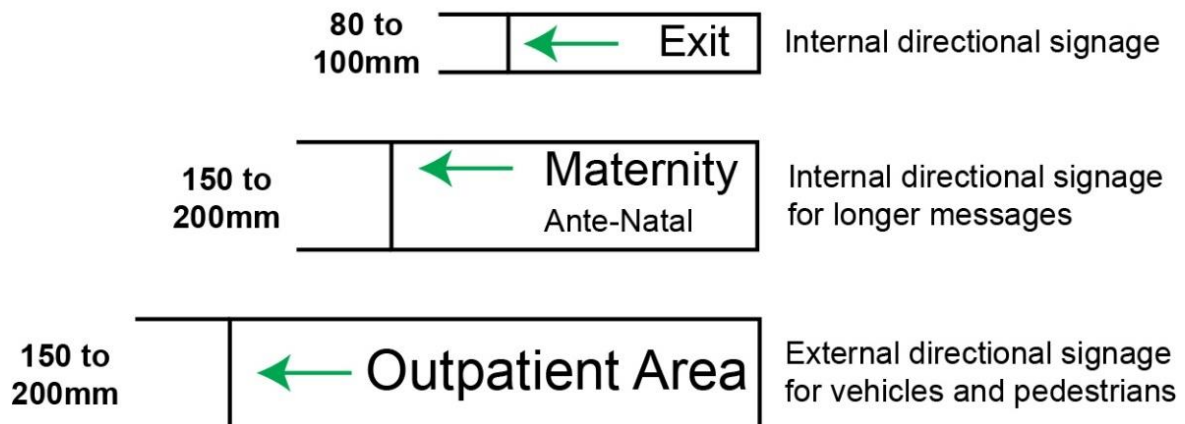 80 to
100mm
Exit
Internal directional signage
150 to
200mm
Maternity
Ante-Natal
Internal directional signage
for longer messages
150 to
200mm
Outpatient Area
External directional signage
for vehicles and pedestrians